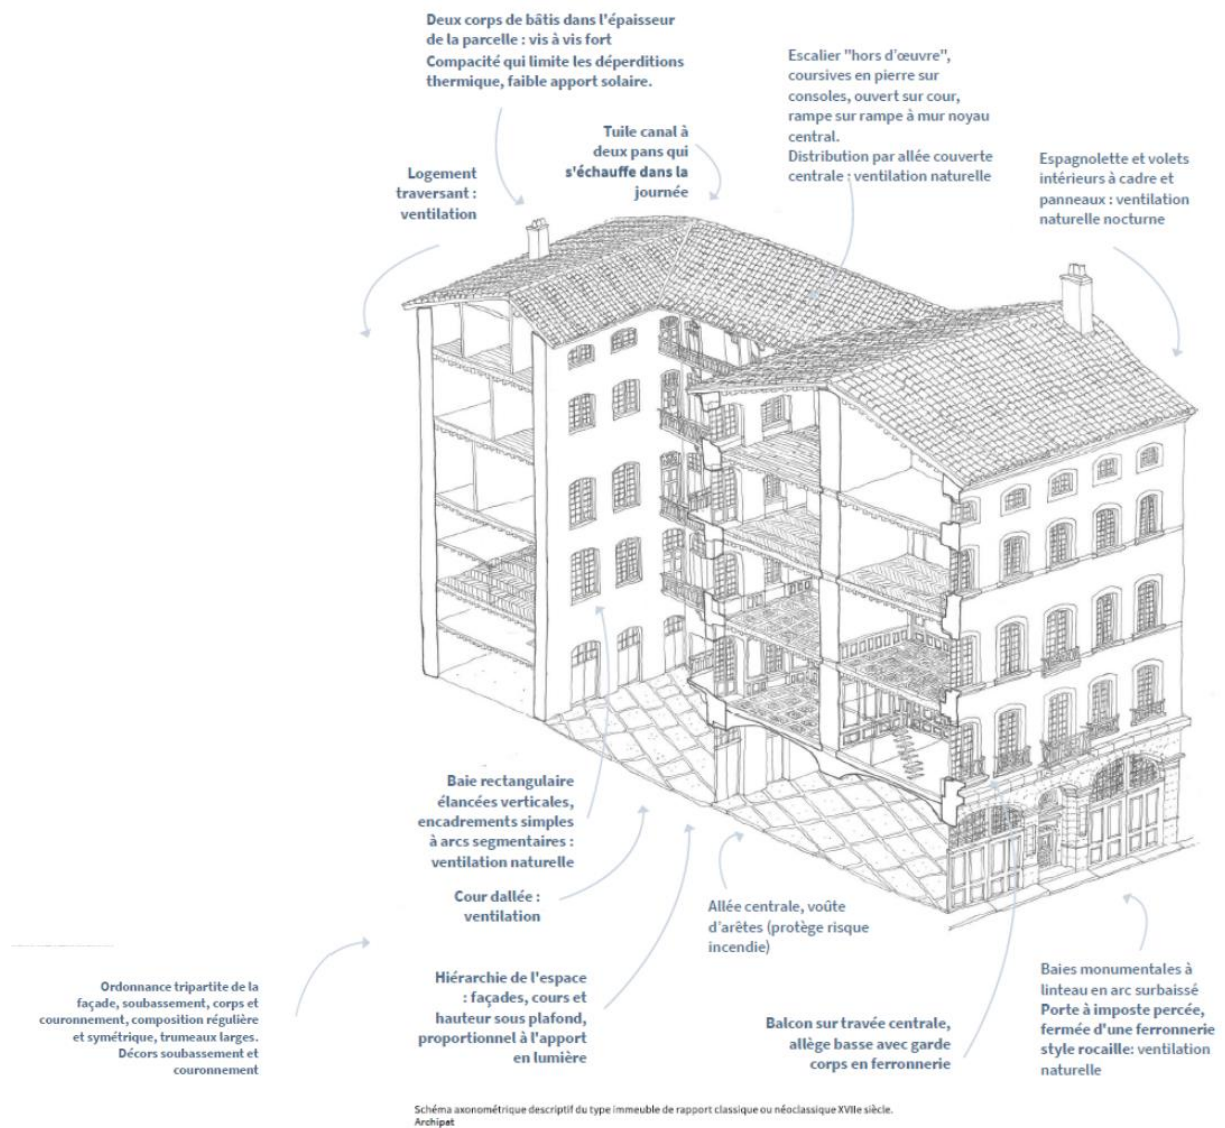 Deux corps de bâtis dans l'épaisseur
de la parcelle : vis à vis fort
Compacité qui limite les déperditions
thermique, faible apport solaire.
Escalier "hors d'œuvre",
coursives en pierre sur
consoles, ouvert sur cour,
rampe sur rampe à mur noyau
central.
Distribution par allée couverte
centrale : ventilation naturelle
Tuile canal à
deux pans qui
s'échauffe dans la
journée
Logement
traversant :
ventilation
Espagnolette et volets
intérieurs à cadre et
panneaux : ventilation
naturelle nocturne
Baie rectangulaire
élancées verticales,
encadrements simples
à arcs segmentaires :
ventilation naturelle
Cour dallée :
ventilation
Allée centrale, voûte
d'arêtes (protège risque
incendie)
Ordonnance tripartite de la
façade, soubassement, corps et
couronnement, composition régulière
et symétrique, trumeaux larges.
Décors soubassement et
couronnement
Hiérarchie de l'espace
: façades, cours et
hauteur sous plafond,
proportionnel à l'apport
en lumière
Balcon sur travée centrale,
allège basse avec garde
corps en ferronnerie
Baies monumentales à
linteau en arc surbaissé
Porte à imposte percée,
fermée d'une ferronnerie
style rocaille: ventilation
naturelle
Schéma axonométrique descriptif du type immeuble de rapport classique ou néoclassique XVIIe siècle.
Archipat